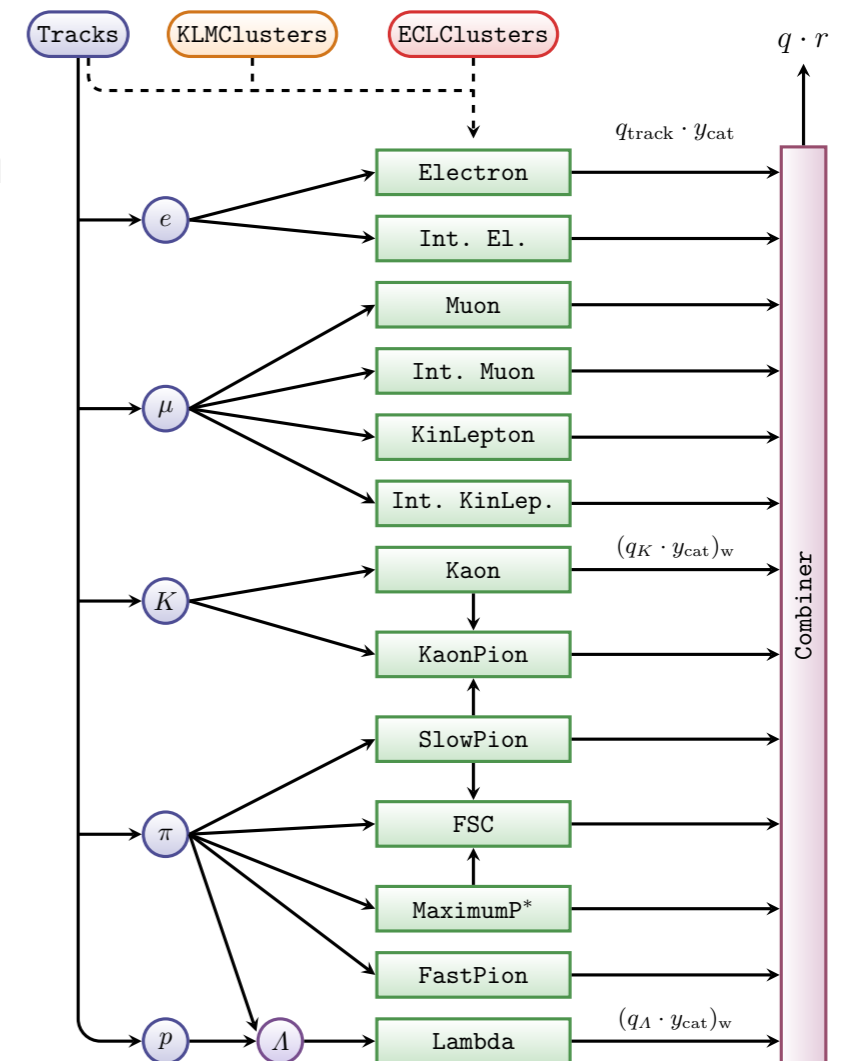 Tracks KLMClusters ECLClusters
q · r
q_track · y_cat
Electron
e
Int. El.
Muon
Int. Muon
μ
KinLepton
Int. KinLep.
(q_K · y_cat)_w
Kaon
K
Combiner
KaonPion
SlowPion
π
FSC
MaximumP*
FastPion
(q_Λ · y_cat)_w
p Λ Lambda